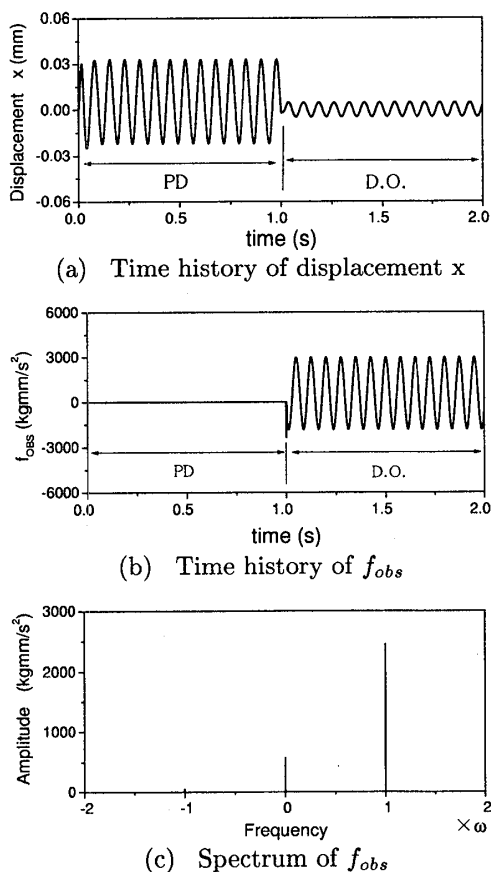 0.06
0.03
0.00
-0.03
-0.06
Displacement x (mm)
PD
D.O.
0.0
0.5
1.0
1.5
2.0
time (s)
(a) Time history of displacement x
6000
3000
0
-3000
-6000
f_OBS (kgmm/s²)
PD
D.O.
0.0
0.5
1.0
1.5
2.0
time (s)
(b) Time history of f_obs
3000
2000
1000
0
Amplitude (kgmm/s²)
-2
-1
0
1
2
Frequency
×ω
(c) Spectrum of f_obs